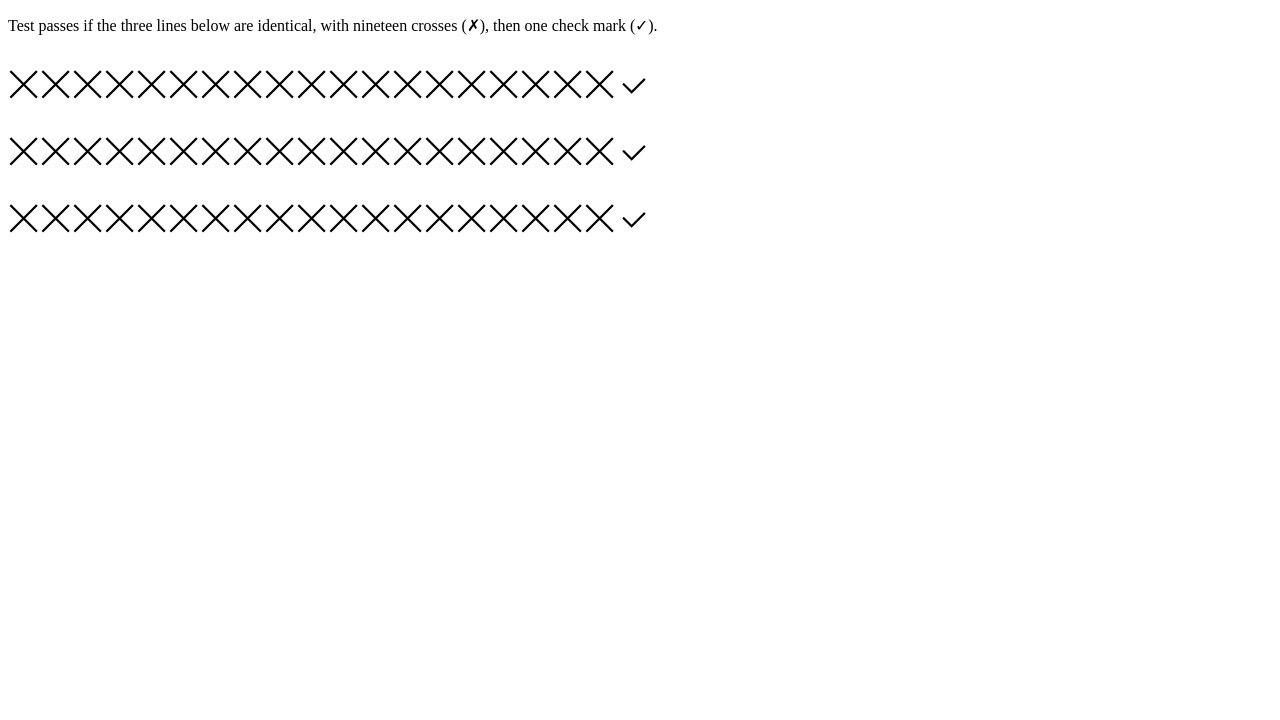 Test passes if the three lines below are identical, with nineteen crosses (✗), then one check mark (✓).
╳╳╳╳╳╳╳╳╳╳╳╳╳╳╳╳╳╳╳✓
╳╳╳╳╳╳╳╳╳╳╳╳╳╳╳╳╳╳╳✓
╳╳╳╳╳╳╳╳╳╳╳╳╳╳╳╳╳╳╳✓